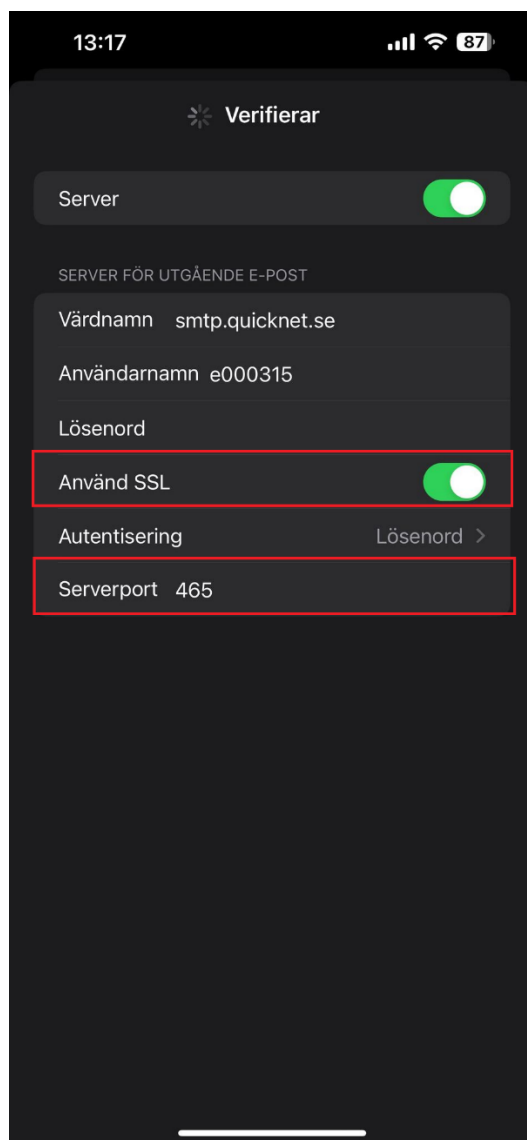 13:17 87
Verifierar
Server
SERVER FÖR UTGÅENDE E-POST
Värdnamn smtp.quicknet.se
Användarnamn e000315
Lösenord
Använd SSL
Autentisering Lösenord >
Serverport 465